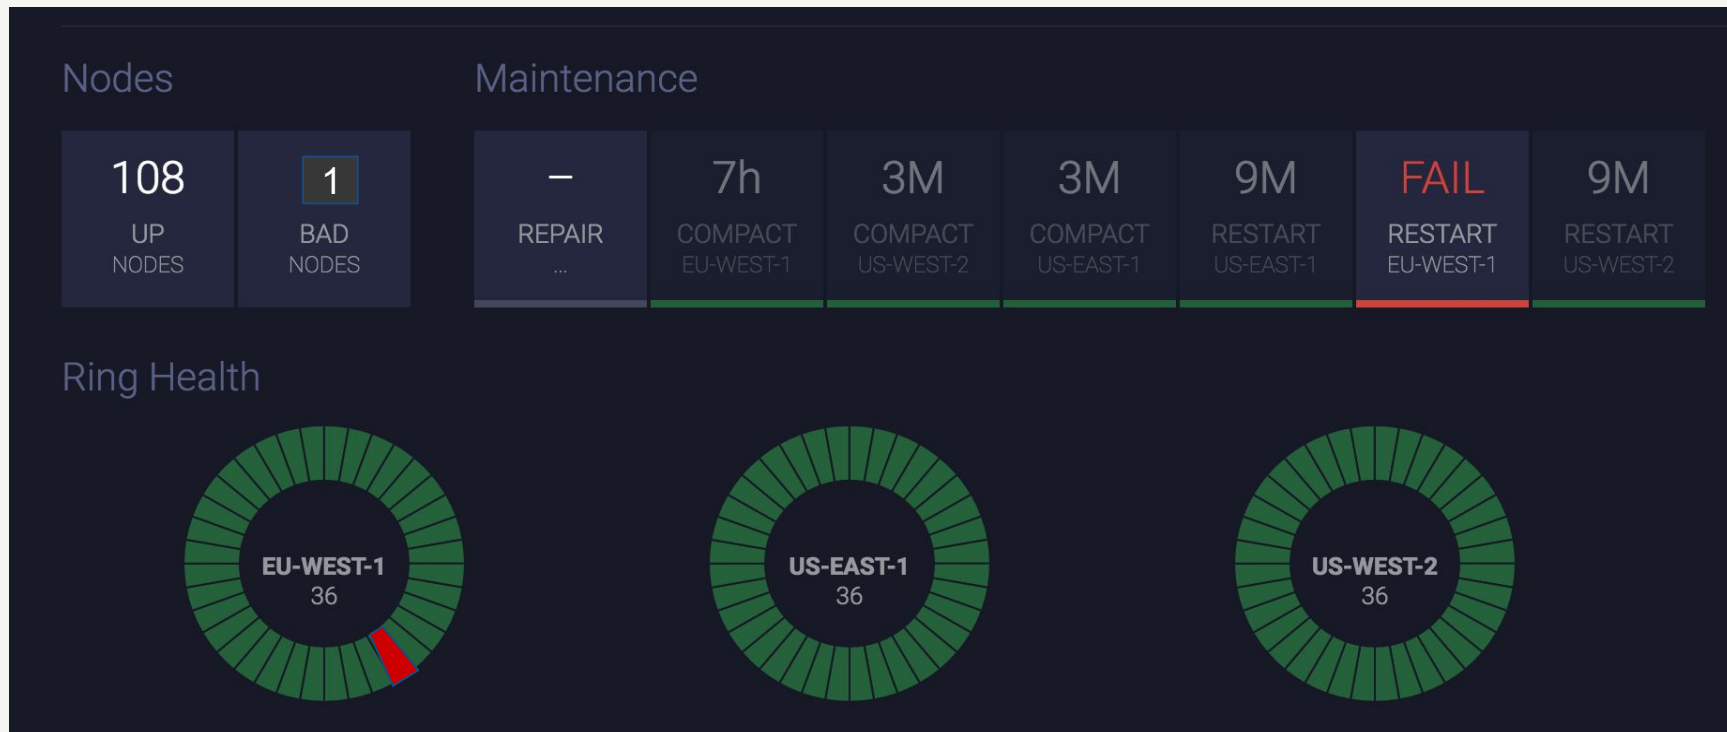 Nodes
Maintenance
108
UP
NODES
1
BAD
NODES
–
REPAIR
...
7h
COMPACT
EU-WEST-1
3M
COMPACT
US-WEST-2
3M
COMPACT
US-EAST-1
9M
RESTART
US-EAST-1
FAIL
RESTART
EU-WEST-1
9M
RESTART
US-WEST-2
Ring Health
EU-WEST-1
36
US-EAST-1
36
US-WEST-2
36